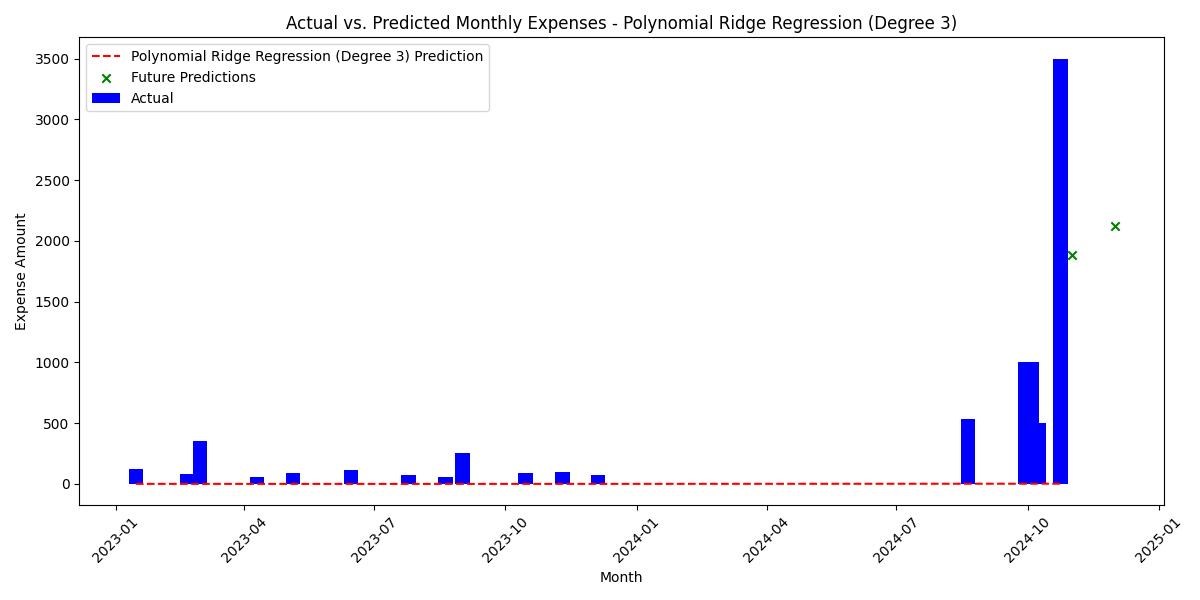 Actual vs. Predicted Monthly Expenses - Polynomial Ridge Regression (Degree 3)
Polynomial Ridge Regression (Degree 3) Prediction
Future Predictions
Actual
3500
3000
2500
2000
1500
1000
500
0
Expense Amount
2023-01
2023-04
2023-07
2023-10
2024-01
2024-04
2024-07
2024-10
2025-01
Month